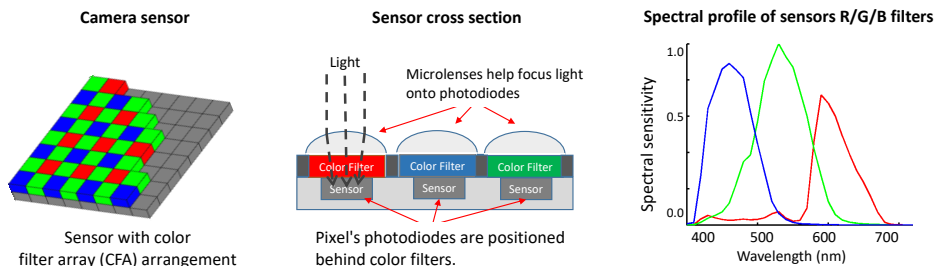 Camera sensor
Sensor with color
filter array (CFA) arrangement
Sensor cross section
Light
Microlenses help focus light
onto photodiodes
Color Filter Color Filter Color Filter
Sensor Sensor Sensor
Pixel's photodiodes are positioned
behind color filters.
Spectral profile of sensors R/G/B filters
Spectral sensitivity
1.0
0.5
0.0
400 500 600 700
Wavelength (nm)